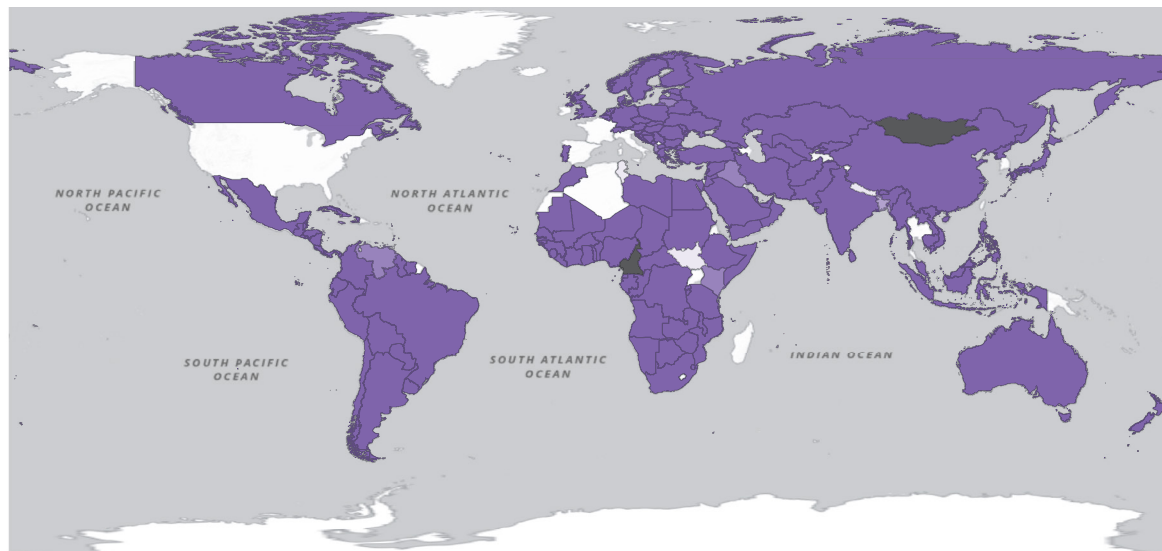 NORTH PACIFIC
OCEAN
NORTH ATLANTIC
OCEAN
SOUTH PACIFIC
OCEAN
SOUTH ATLANTIC
OCEAN
INDIAN OCEAN